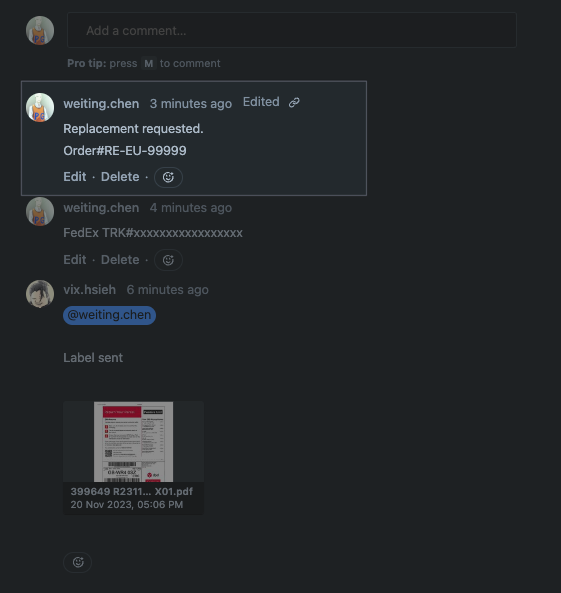 Add a comment...
Pro tip: press M to comment
weiting.chen 3 minutes ago Edited
Replacement requested.
Order#RE-EU-99999
Edit · Delete ·
weiting.chen 4 minutes ago
FedEx TRK#xxxxxxxxxxxxxxxxx
Edit · Delete ·
vix.hsieh 6 minutes ago
@weiting.chen
Label sent
399649 R2311... X01.pdf
20 Nov 2023, 05:06 PM